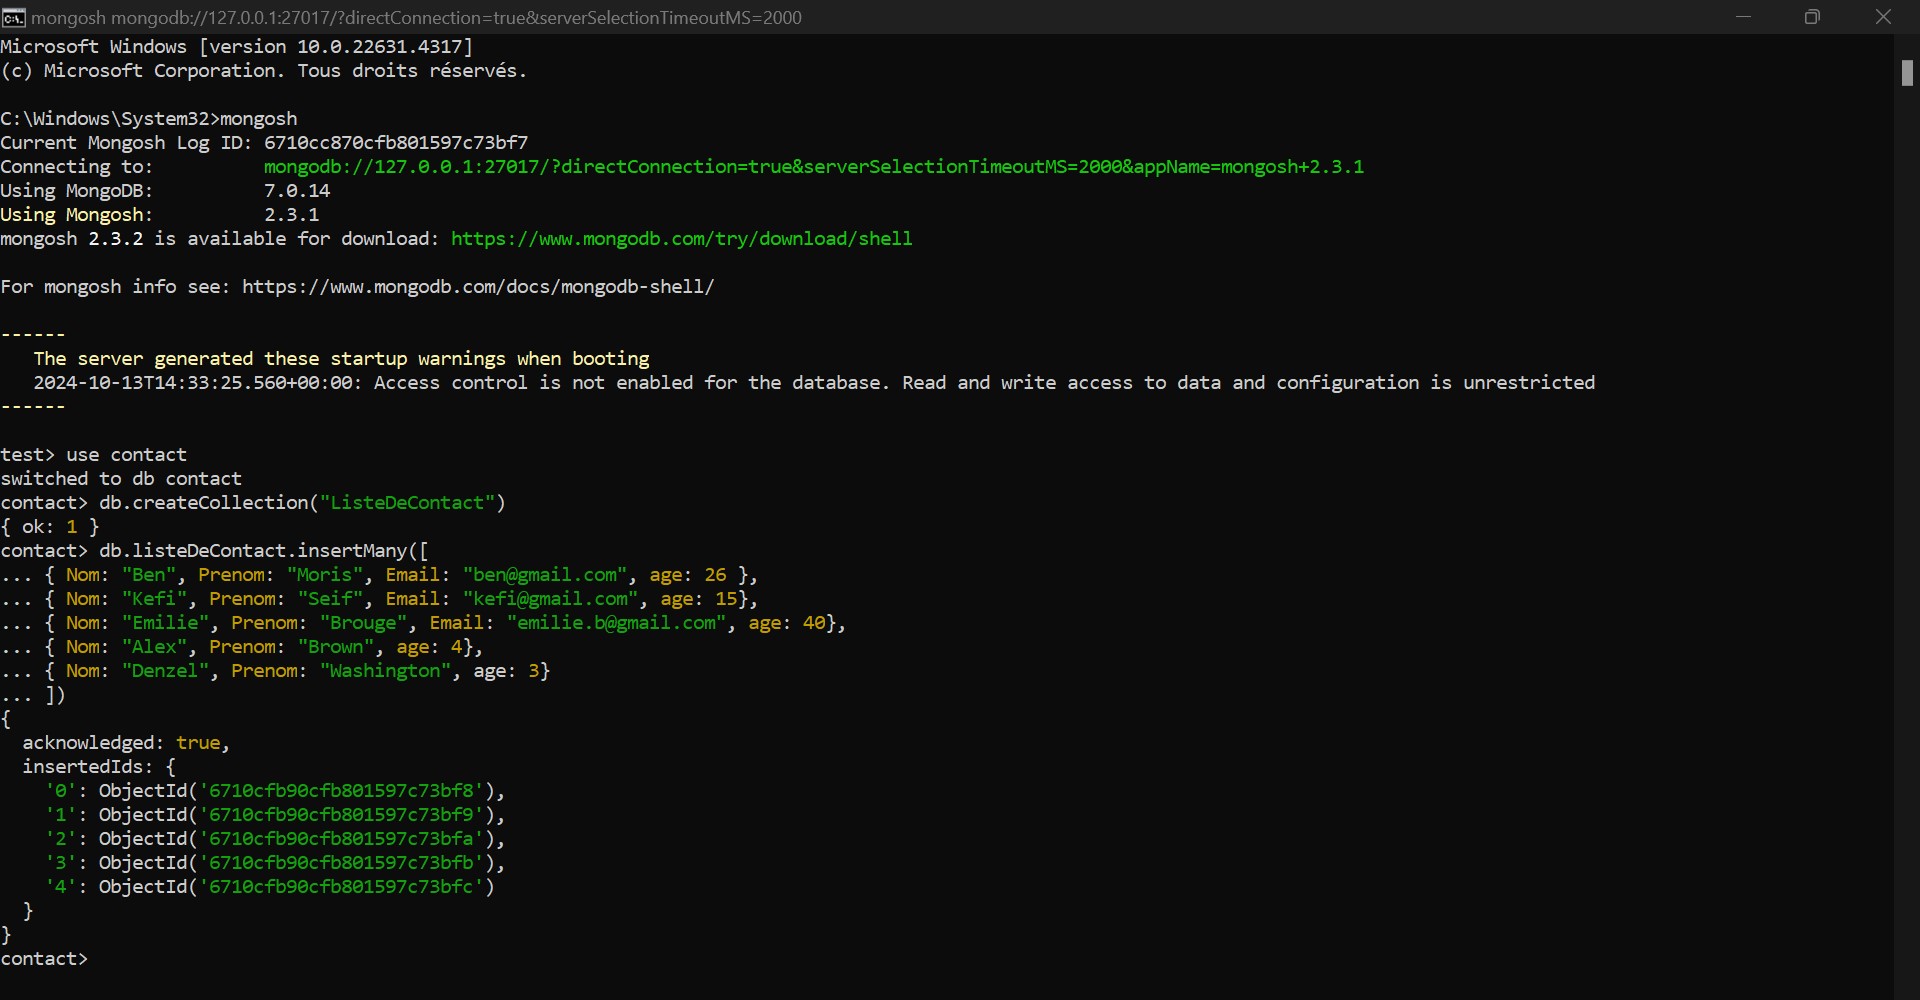 mongosh mongodb://127.0.0.1:27017/?directConnection=true&serverSelectionTimeoutMS=2000
Microsoft Windows [version 10.0.22631.4317]
(c) Microsoft Corporation. Tous droits réservés.
C:\Windows\System32>mongosh
Current Mongosh Log ID: 6710cc870cfb801597c73bf7
Connecting to:          mongodb://127.0.0.1:27017/?directConnection=true&serverSelectionTimeoutMS=2000&appName=mongosh+2.3.1
Using MongoDB:          7.0.14
Using Mongosh:          2.3.1
mongosh 2.3.2 is available for download: https://www.mongodb.com/try/download/shell
For mongosh info see: https://www.mongodb.com/docs/mongodb-shell/
------
   The server generated these startup warnings when booting
   2024-10-13T14:33:25.560+00:00: Access control is not enabled for the database. Read and write access to data and configuration is unrestricted
------
test> use contact
switched to db contact
contact> db.createCollection("ListeDeContact")
{ ok: 1 }
contact> db.listeDeContact.insertMany([
... { Nom: "Ben", Prenom: "Moris", Email: "ben@gmail.com", age: 26 },
... { Nom: "Kefi", Prenom: "Seif", Email: "kefi@gmail.com", age: 15},
... { Nom: "Emilie", Prenom: "Brouge", Email: "emilie.b@gmail.com", age: 40},
... { Nom: "Alex", Prenom: "Brown", age: 4},
... { Nom: "Denzel", Prenom: "Washington", age: 3}
... ])
{
  acknowledged: true,
  insertedIds: {
    '0': ObjectId('6710cfb90cfb801597c73bf8'),
    '1': ObjectId('6710cfb90cfb801597c73bf9'),
    '2': ObjectId('6710cfb90cfb801597c73bfa'),
    '3': ObjectId('6710cfb90cfb801597c73bfb'),
    '4': ObjectId('6710cfb90cfb801597c73bfc')
  }
}
contact>